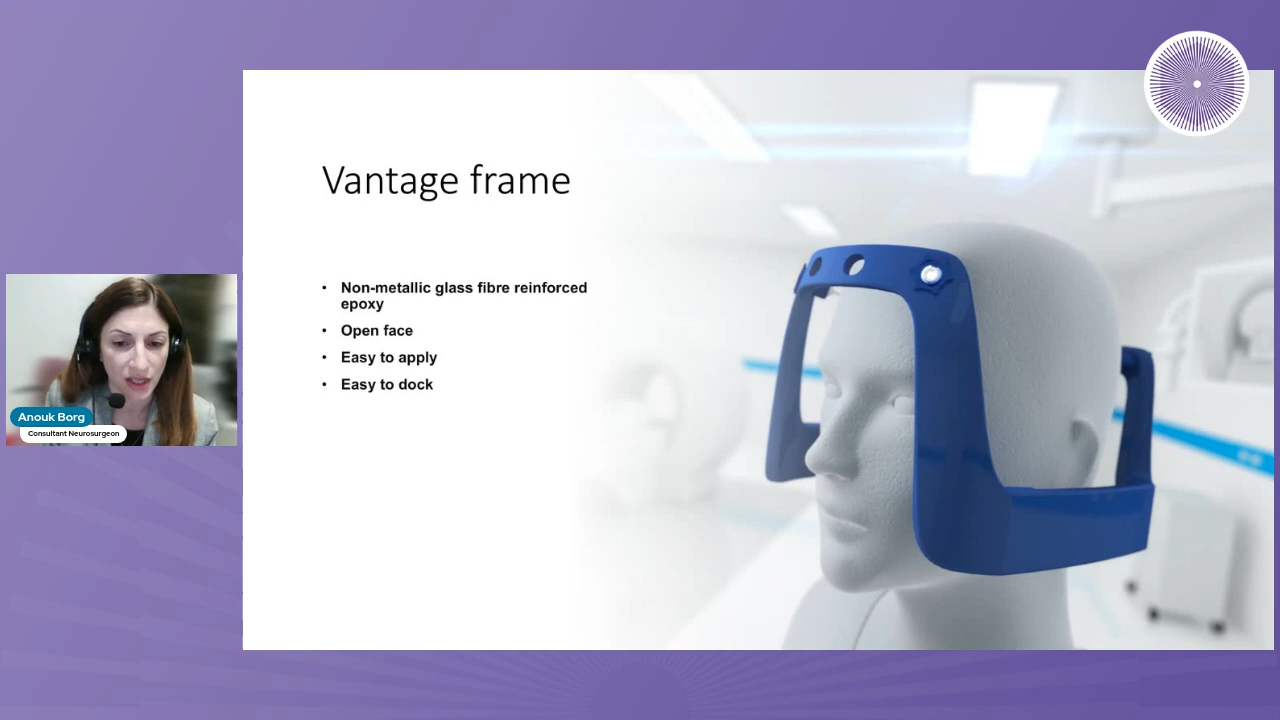 Vantage frame
• Non-metallic glass fibre reinforced
epoxy
• Open face
• Easy to apply
• Easy to dock
Anouk Borg
Consultant Neurosurgeon